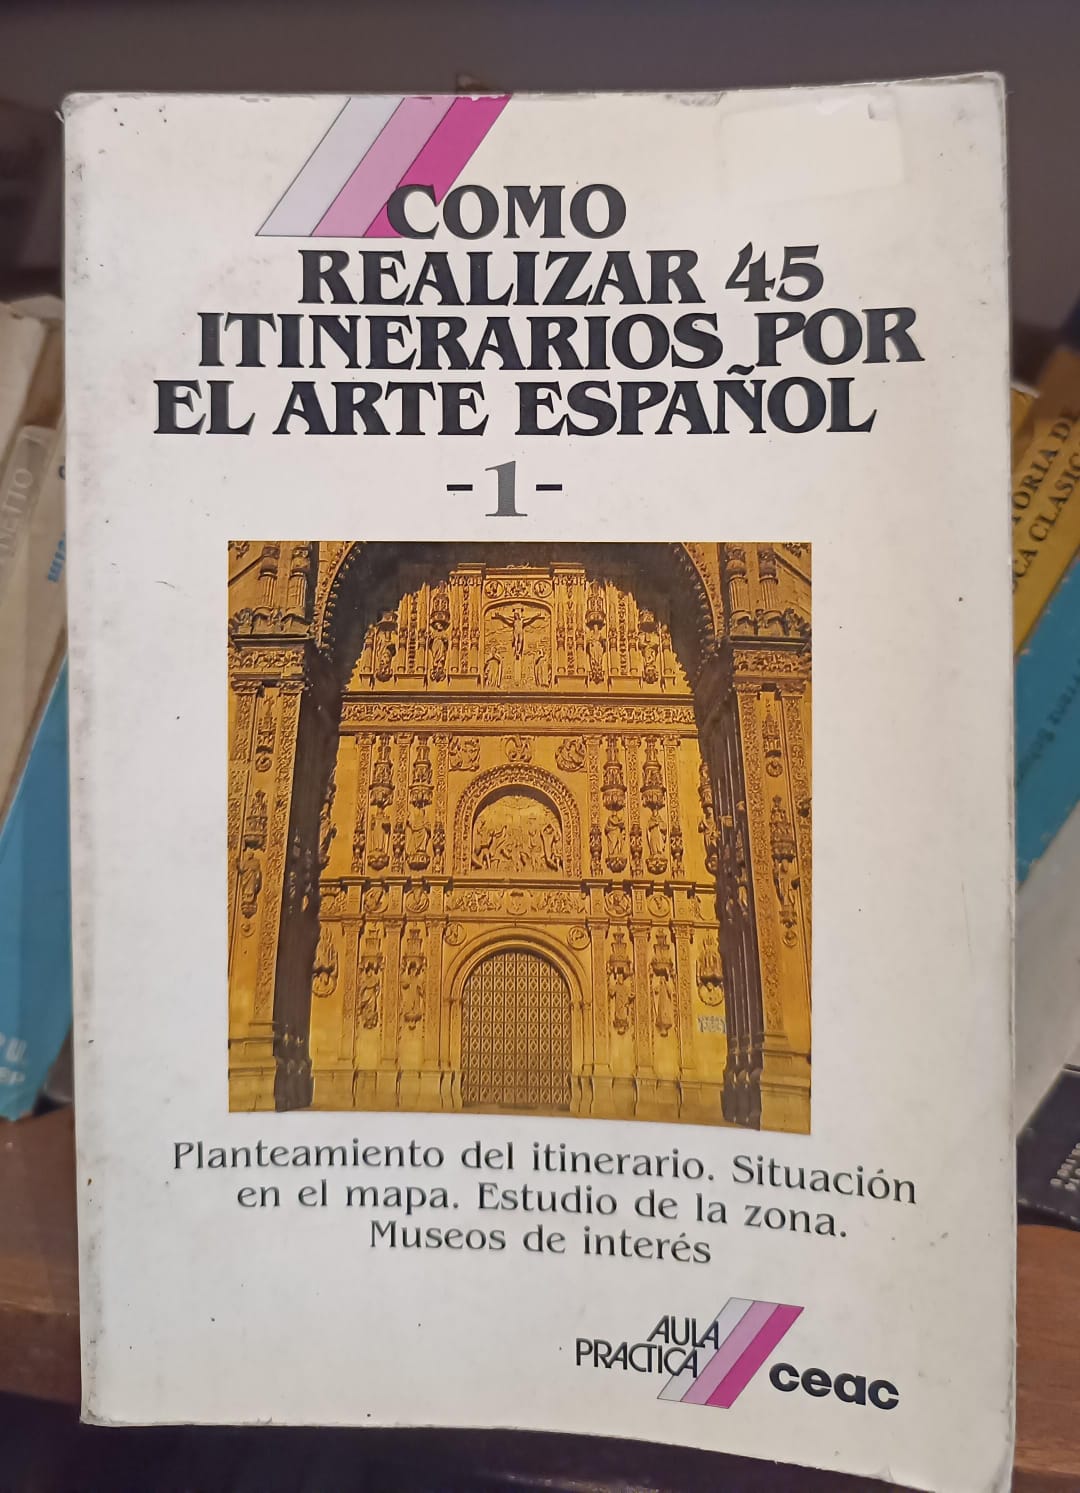 COMO
REALIZAR 45
ITINERARIOS POR
EL ARTE ESPAÑOL
-1-
Planteamiento del itinerario. Situación
en el mapa. Estudio de la zona.
Museos de interés
AULA
PRACTICA
ceac